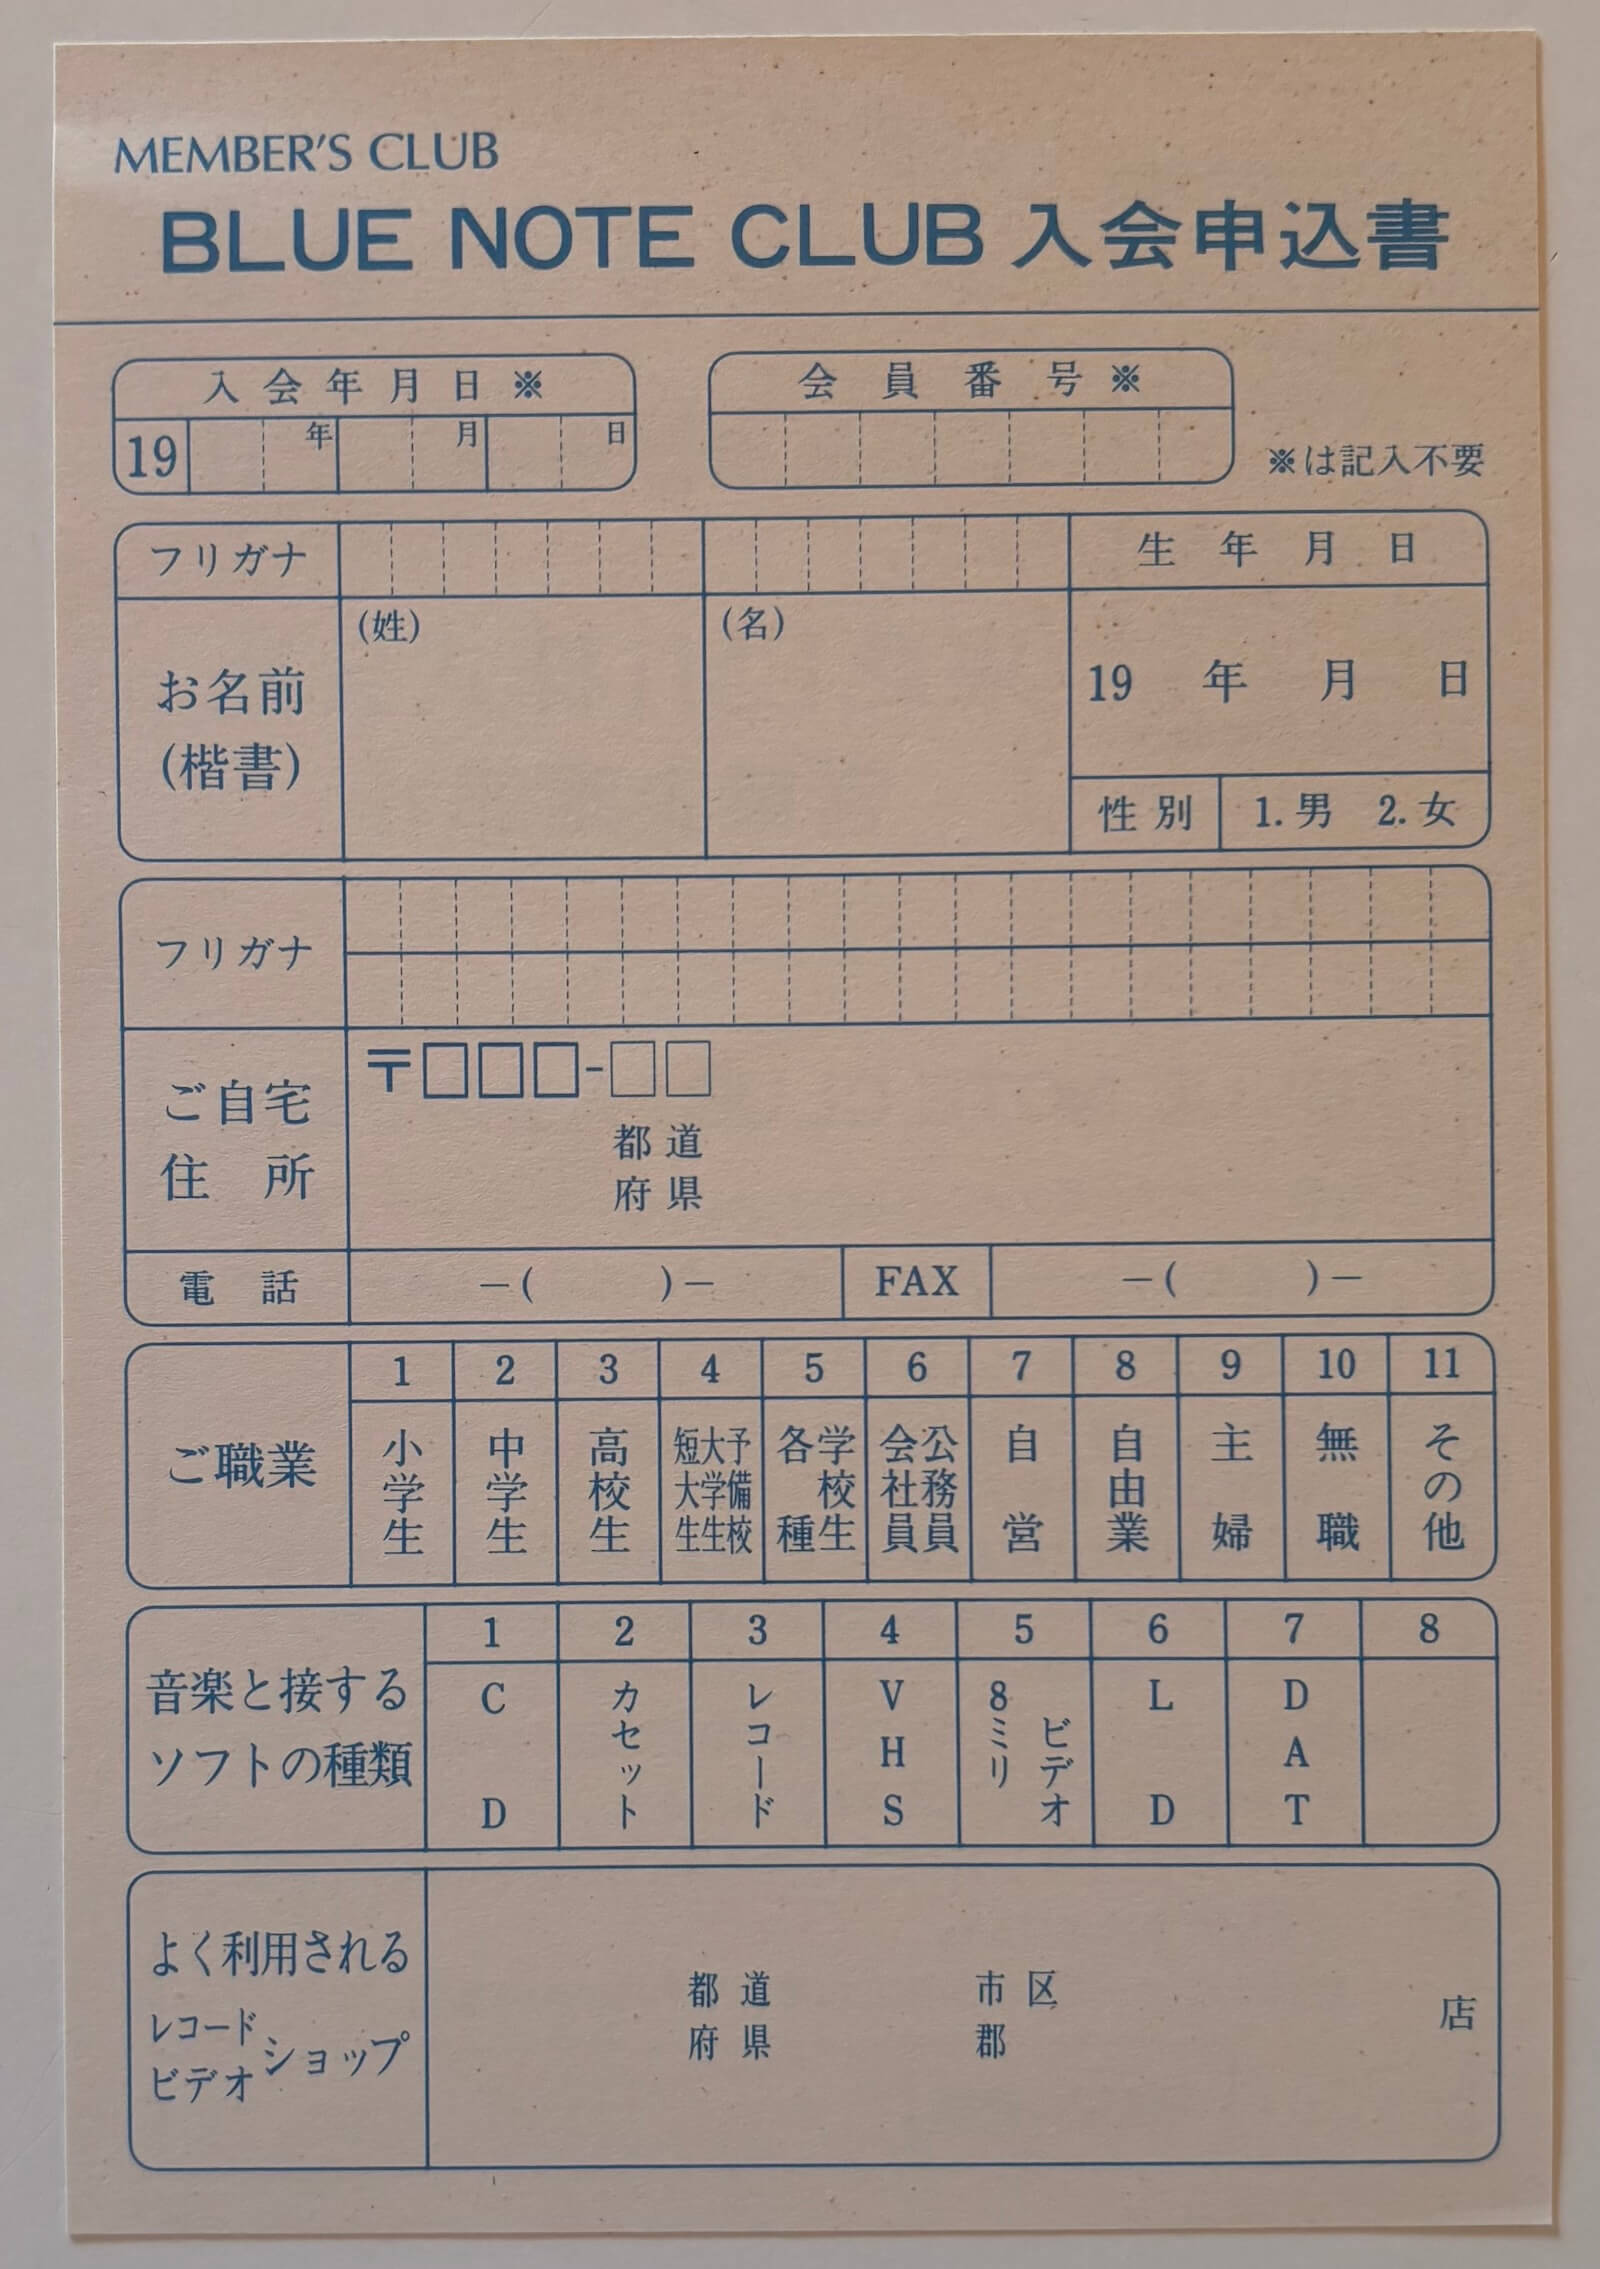 MEMBER'S CLUB
BLUE NOTE CLUB 入会申込書
入会年月日※
19 年 月 日
会員番号※
※は記入不要
フリガナ
生年月日
お名前
(楷書)
(姓)
(名)
19 年 月 日
性別 1.男 2.女
フリガナ
ご自宅
住所
〒□□□-□□
都道
府県
電話 －( )－ FAX －( )－
ご職業
1 2 3 4 5 6 7 8 9 10 11
小学生
中学生
高校生
短大生
大学生
予備校
各種
学校生
会社員
公務員
自営
自由業
主婦
無職
その他
音楽と接する
ソフトの種類
1 2 3 4 5 6 7 8
CD
カセット
レコード
VHS
8ミリ
ビデオ
LD
DAT
よく利用される
レコード
ビデオ
ショップ
都道
府県
市区
郡
店